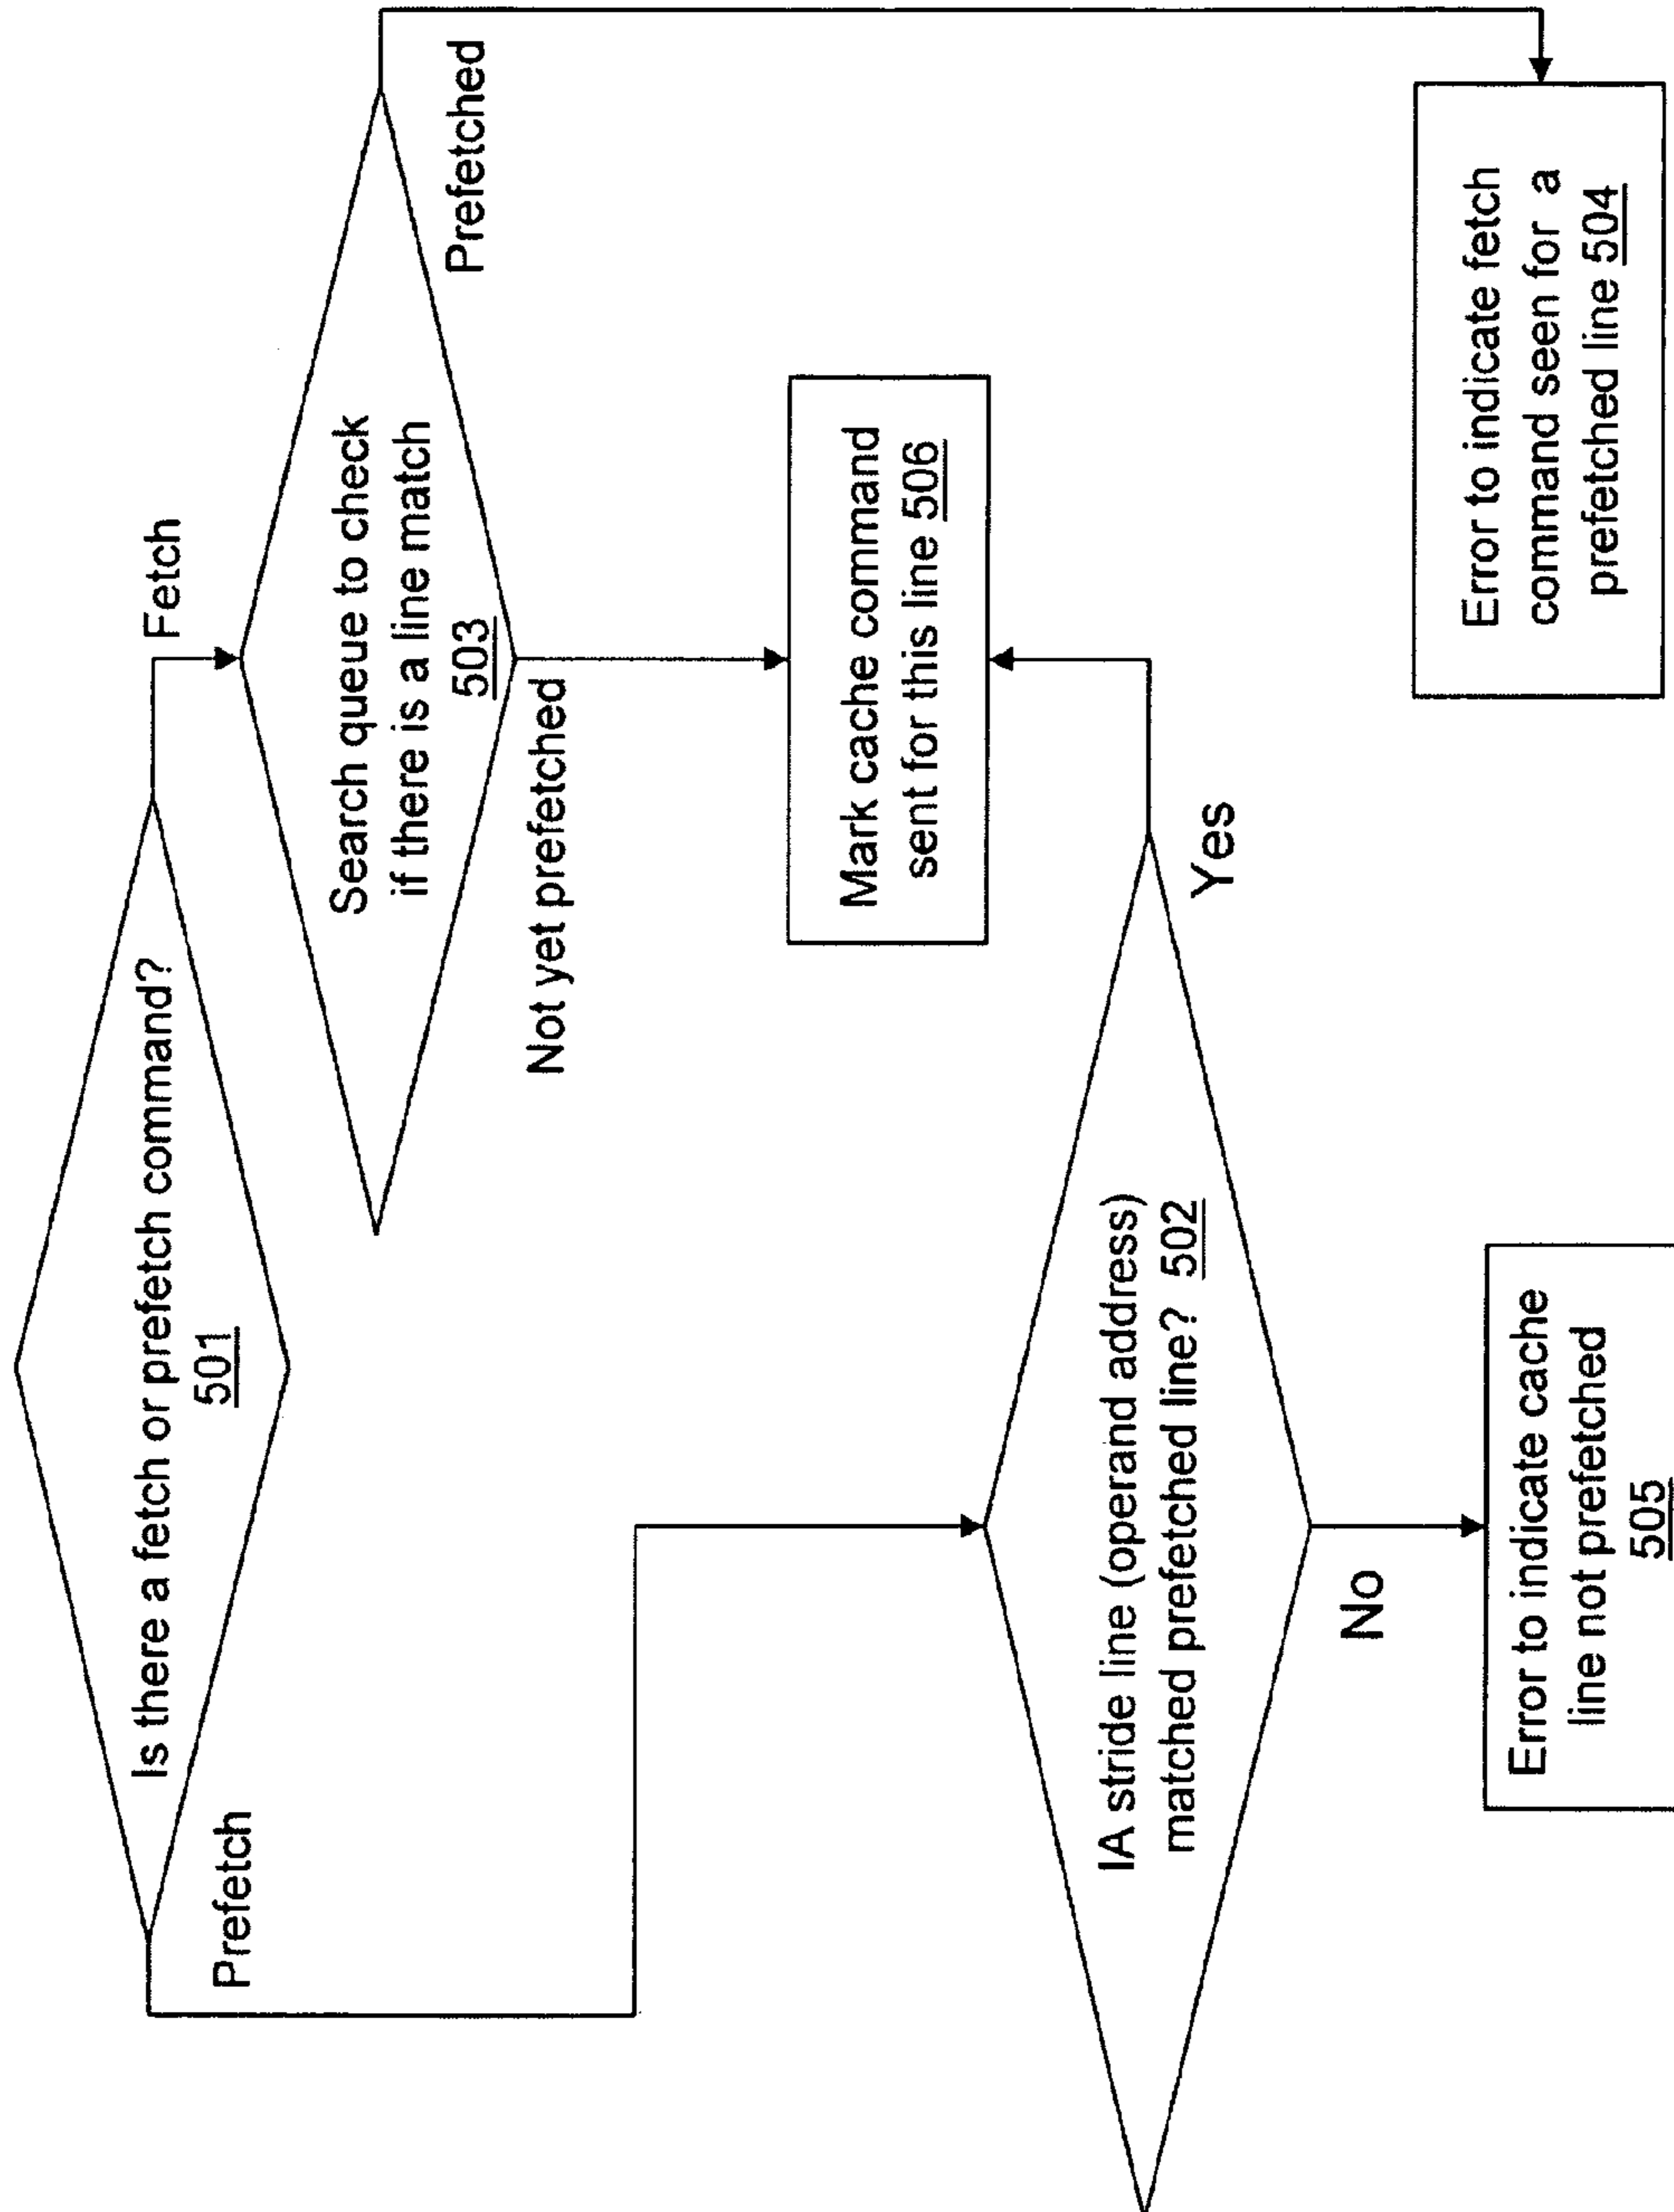 Is there a fetch or prefetch command?
501
Prefetch
Fetch
Search queue to check
if there is a line match
503
Not yet prefetched
Prefetched
Mark cache command
sent for this line 506
IA stride line (operand address)
matched prefetched line? 502
Yes
No
Error to indicate cache
line not prefetched
505
Error to indicate fetch
command seen for a
prefetched line 504